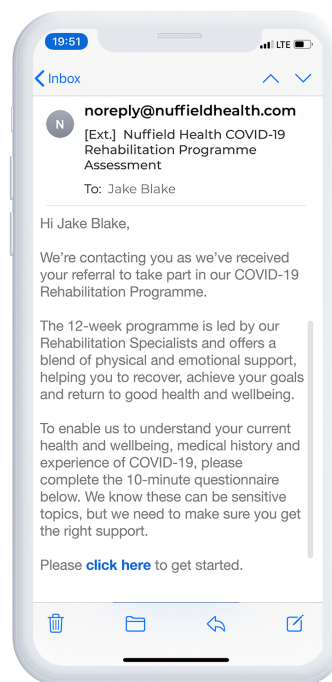 19:51
LTE
Inbox
N
noreply@nuffieldhealth.com
[Ext.] Nuffield Health COVID-19
Rehabilitation Programme
Assessment
To: Jake Blake
Hi Jake Blake,
We're contacting you as we've received
your referral to take part in our COVID-19
Rehabilitation Programme.
The 12-week programme is led by our
Rehabilitation Specialists and offers a
blend of physical and emotional support,
helping you to recover, achieve your goals
and return to good health and wellbeing.
To enable us to understand your current
health and wellbeing, medical history and
experience of COVID-19, please
complete the 10-minute questionnaire
below. We know these can be sensitive
topics, but we need to make sure you get
the right support.
Please click here to get started.